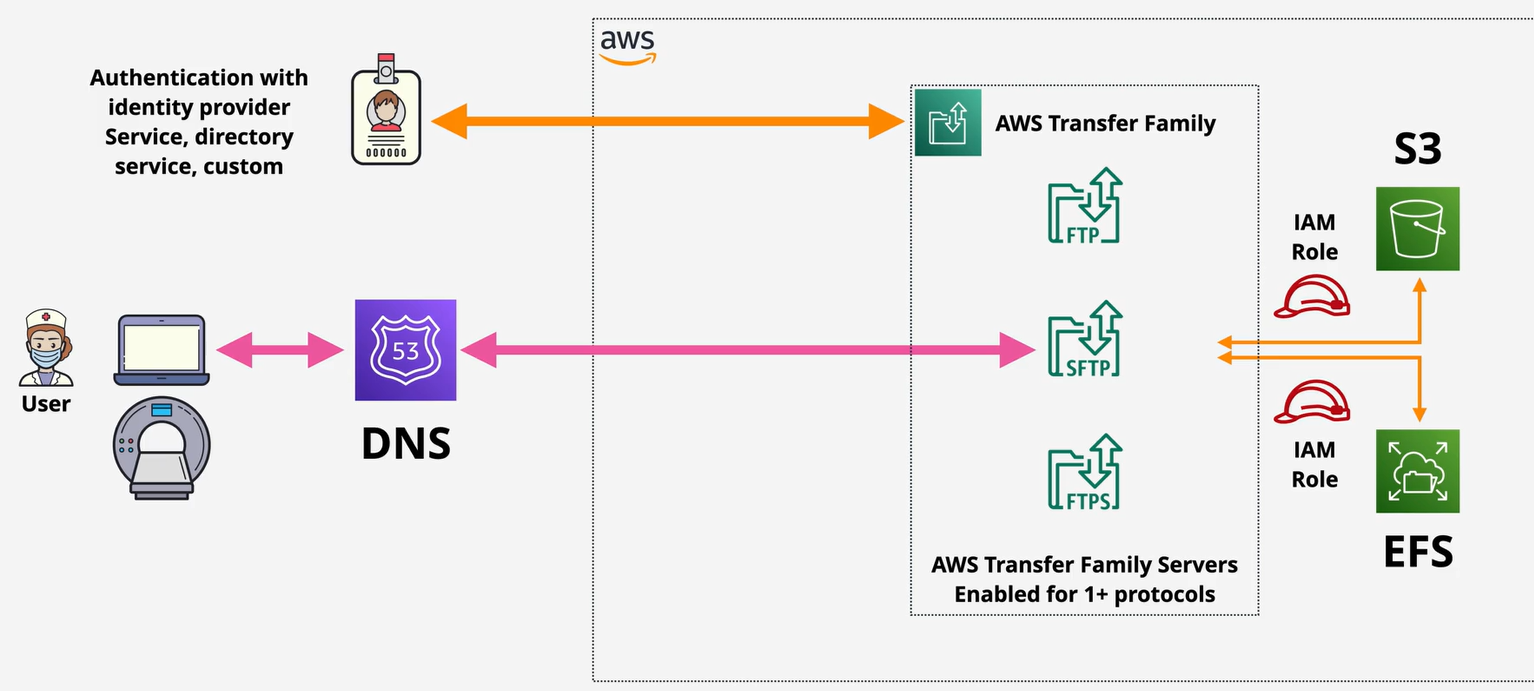 aws
Authentication with
identity provider
Service, directory
service, custom
000000
AWS Transfer Family
FTP
S3
IAM
Role
User
53
DNS
SFTP
IAM
Role
FTPS
EFS
AWS Transfer Family Servers
Enabled for 1+ protocols